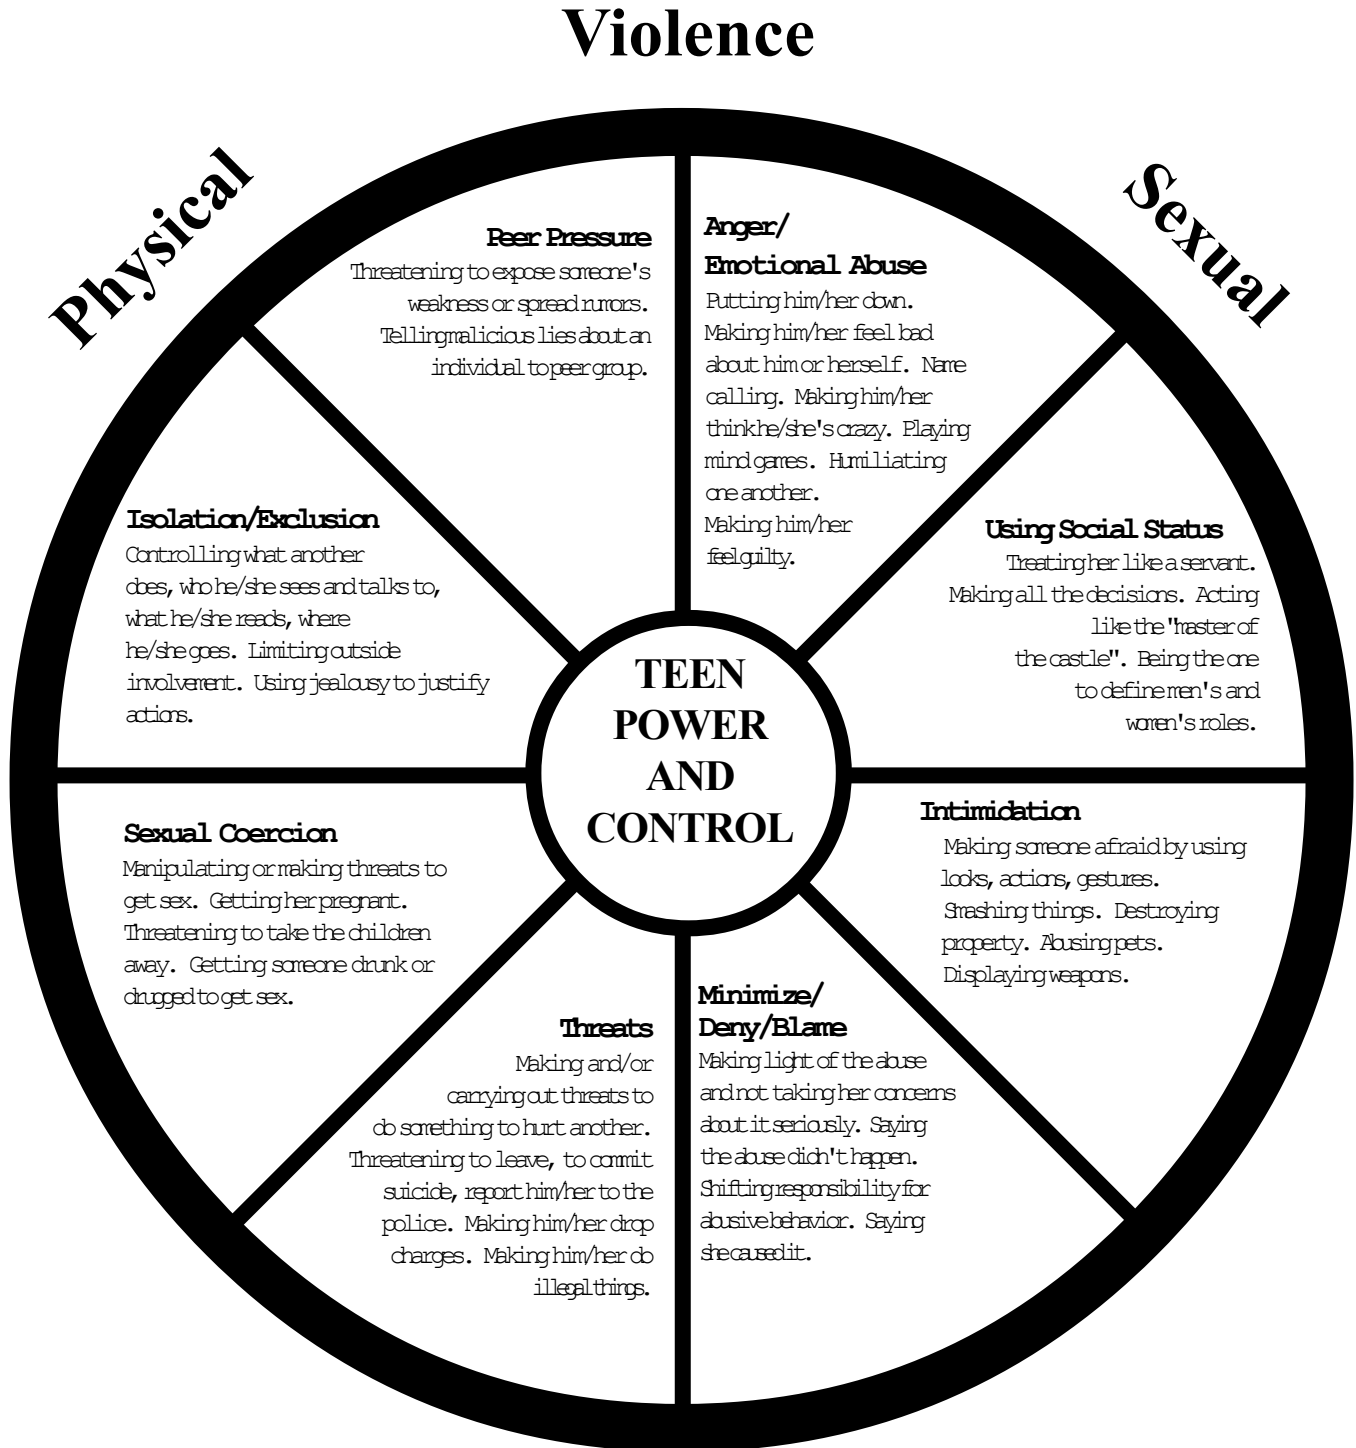 Violence
Physical
Sexual
Peer Pressure
Threatening to expose someone's
weakness or spread rumors.
Telling malicious lies about an
individual to peer group.
Anger/
Emotional Abuse
Putting him/her down.
Making him/her feel bad
about him or herself. Name
calling. Making him/her
think he/she's crazy. Playing
mind games. Humiliating
one another.
Making him/her
feel guilty.
Isolation/Exclusion
Controlling what another
does, who he/she sees and talks to,
what he/she reads, where
he/she goes. Limiting outside
involvement. Using jealousy to justify
actions.
Using Social Status
Treating her like a servant.
Making all the decisions. Acting
like the "master of
the castle". Being the one
to define men's and
women's roles.
TEEN
POWER
AND
CONTROL
Sexual Coercion
Manipulating or making threats to
get sex. Getting her pregnant.
Threatening to take the children
away. Getting someone drunk or
drugged to get sex.
Intimidation
Making someone afraid by using
looks, actions, gestures.
Smashing things. Destroying
property. Abusing pets.
Displaying weapons.
Threats
Making and/or
carrying out threats to
do something to hurt another.
Threatening to leave, to commit
suicide, report him/her to the
police. Making him/her drop
charges. Making him/her do
illegal things.
Minimize/
Deny/Blame
Making light of the abuse
and not taking her concerns
about it seriously. Saying
the abuse didn't happen.
Shifting responsibility for
abusive behavior. Saying
she caused it.